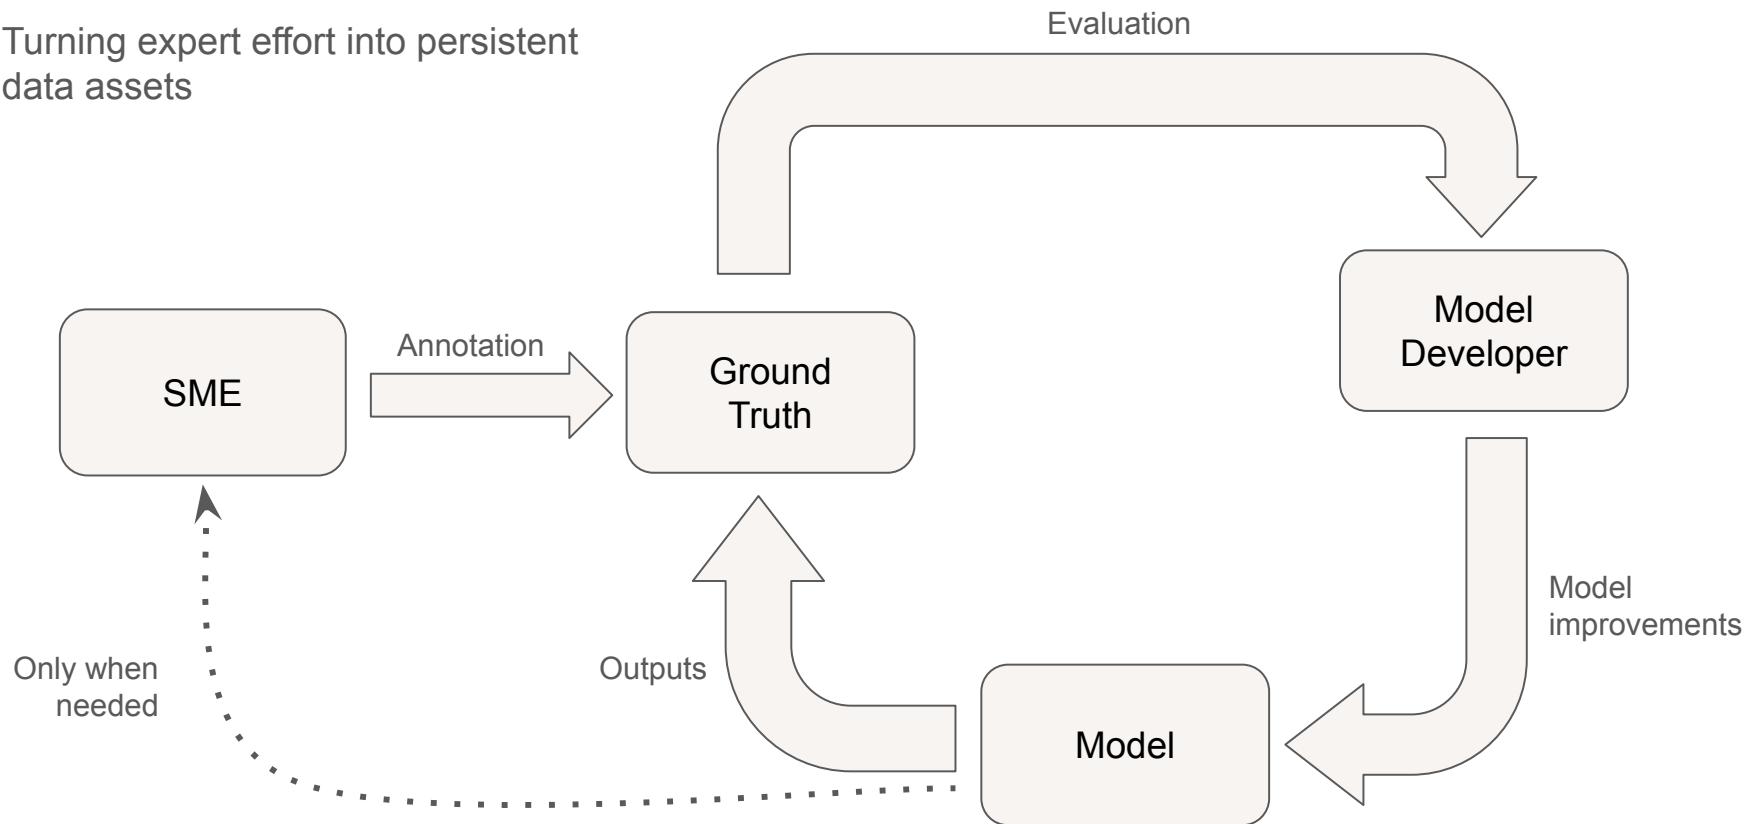 Turning expert effort into persistent
data assets
Evaluation
Model
Developer
SME
Annotation
Ground
Truth
Model
improvements
Only when
needed
Outputs
Model